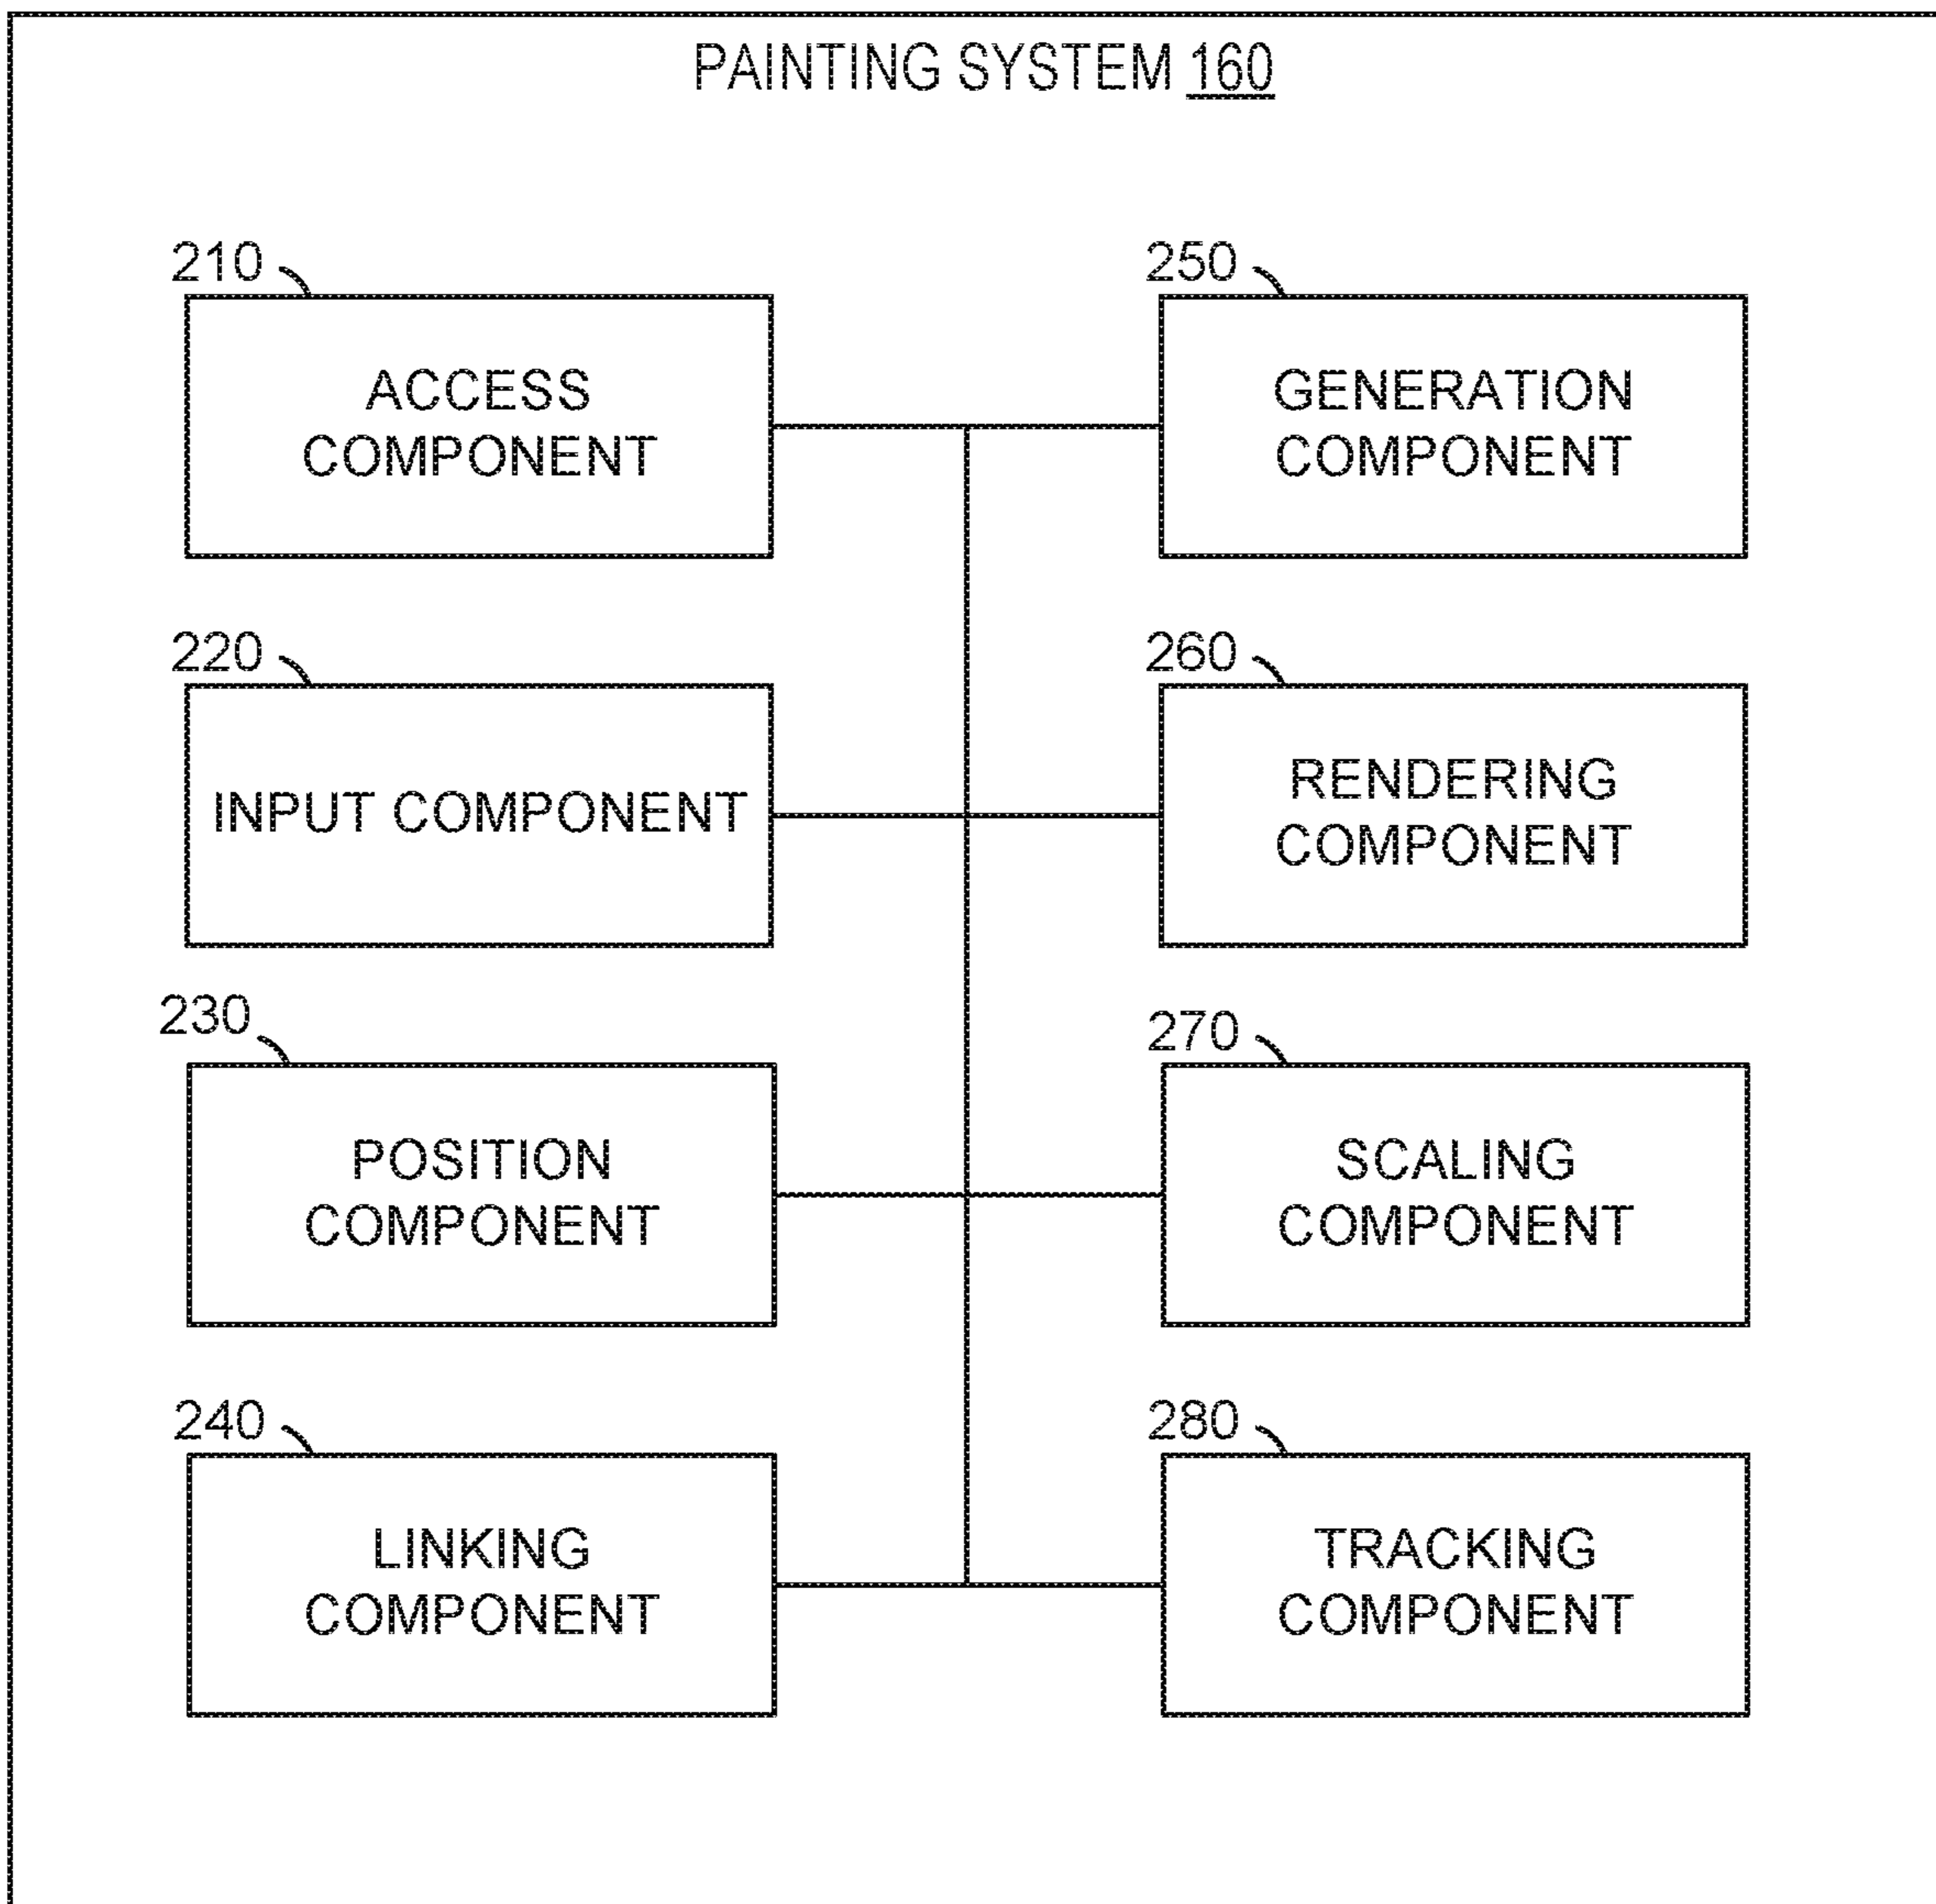 PAINTING SYSTEM 160
210
ACCESS
COMPONENT
250
GENERATION
COMPONENT
220
INPUT COMPONENT
260
RENDERING
COMPONENT
230
POSITION
COMPONENT
270
SCALING
COMPONENT
240
LINKING
COMPONENT
280
TRACKING
COMPONENT